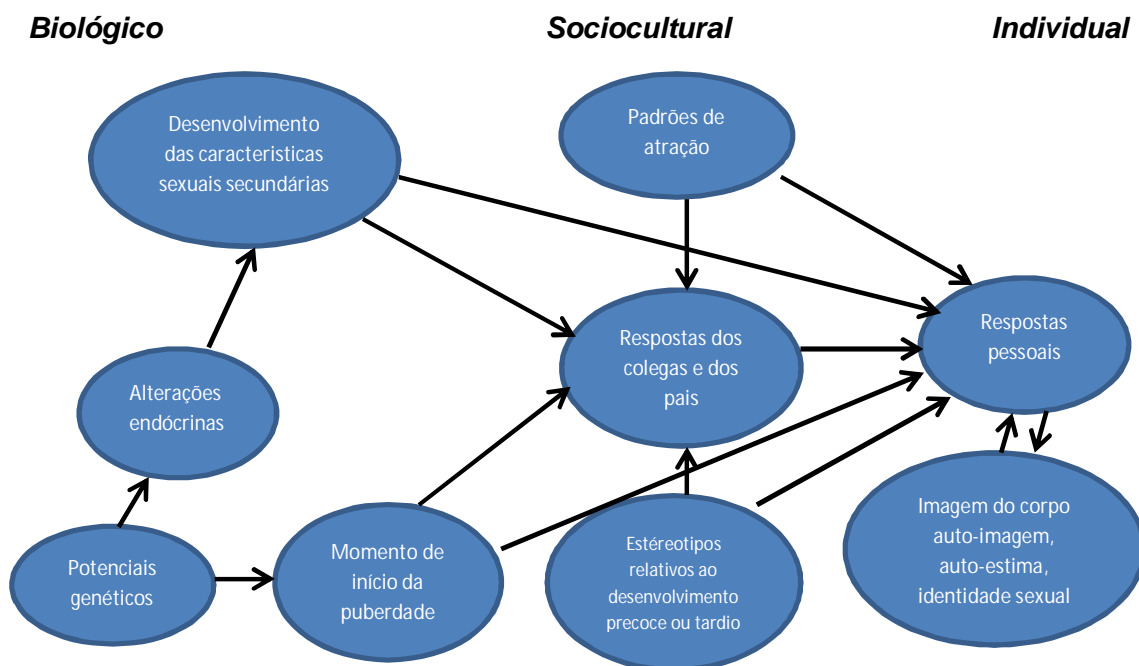 Biológico
Sociocultural
Individual
Desenvolvimento
das caracteristicas
sexuais secundárias
Padrões de
atração
Respostas dos
colegas e dos
pais
Respostas
pessoais
Alterações
endócrinas
Potenciais
genéticos
Momento de
início da
puberdade
Estéreotipos
relativos ao
desenvolvimento
precoce ou tardio
Imagem do corpo
auto-imagem,
auto-estima,
identidade sexual